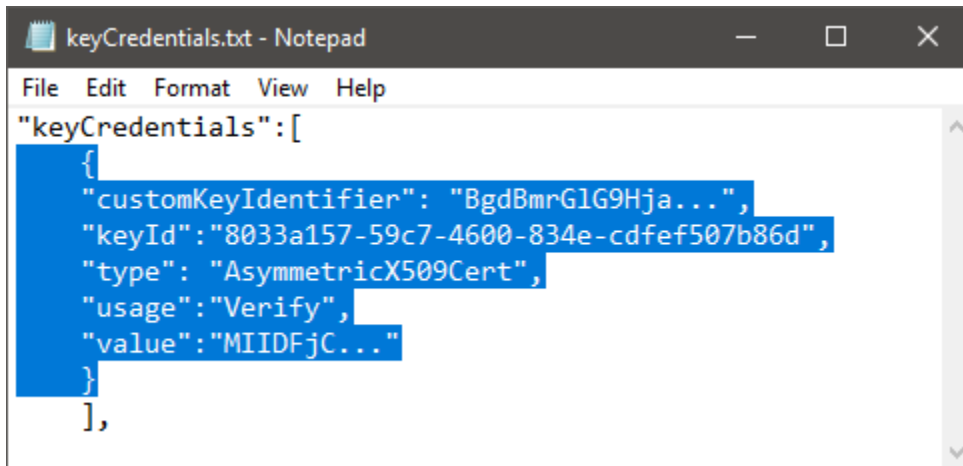 keyCredentials.txt - Notepad
File Edit Format View Help
"keyCredentials":[
{
"customKeyIdentifier": "BgdBmrGlG9Hja...",
"keyId":"8033a157-59c7-4600-834e-cdfef507b86d",
"type": "AsymmetricX509Cert",
"usage":"Verify",
"value":"MIIDFjC..."
}
],